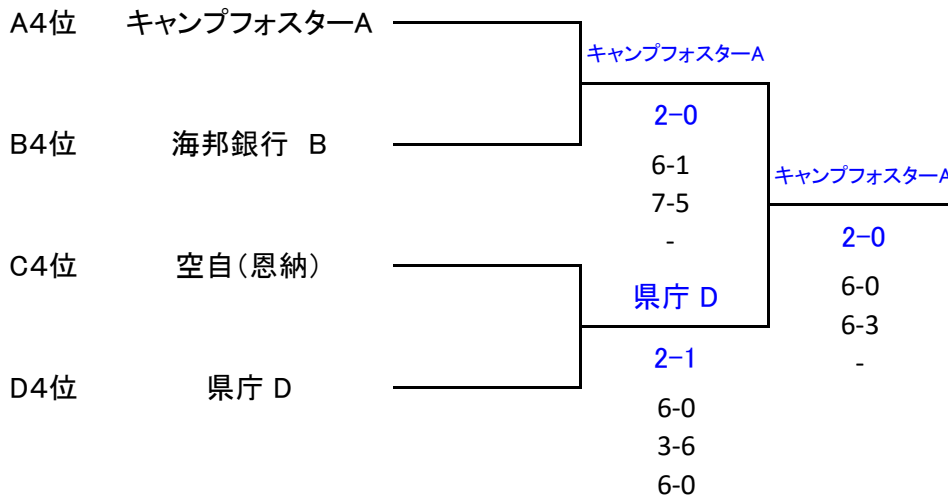 A4位 キャンプフォスターA
キャンプフォスターA
2-0
B4位 海邦銀行 B
6-1
7-5
-
キャンプフォスターA
2-0
C4位 空自(恩納)
6-0
6-3
-
県庁 D
2-1
D4位 県庁 D
6-0
3-6
6-0